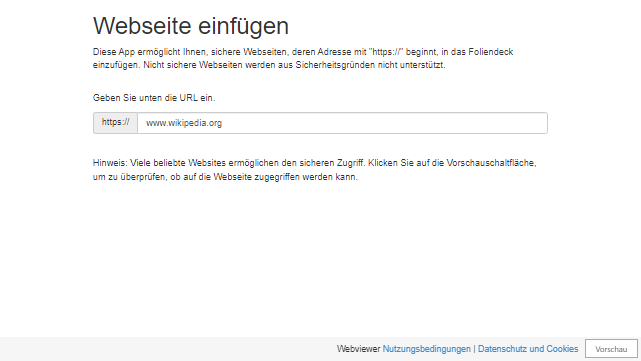 Webseite einfügen
Diese App ermöglicht Ihnen, sichere Webseiten, deren Adresse mit "https://" beginnt, in das Foliendeck
einzufügen. Nicht sichere Webseiten werden aus Sicherheitsgründen nicht unterstützt.
Geben Sie unten die URL ein.
https:// www.wikipedia.org
Hinweis: Viele beliebte Websites ermöglichen den sicheren Zugriff. Klicken Sie auf die Vorschauschaltfläche,
um zu überprüfen, ob auf die Webseite zugegriffen werden kann.
Webviewer Nutzungsbedingungen | Datenschutz und Cookies Vorschau